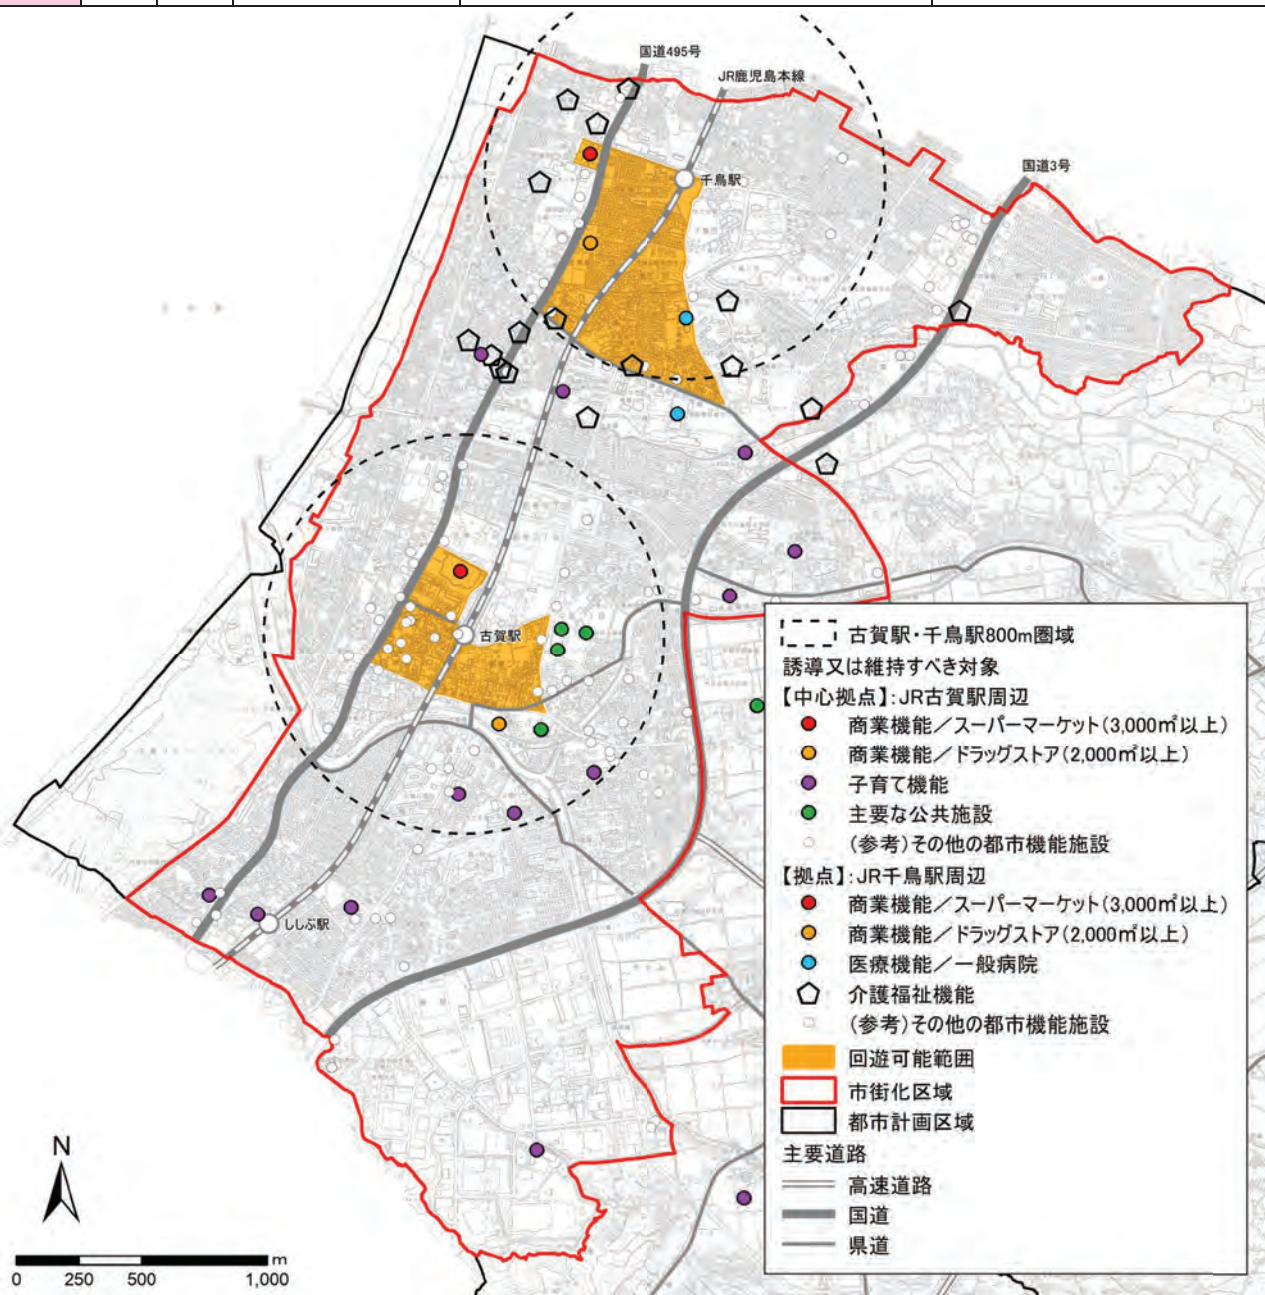 国道495号
JR鹿児島本線
国道3号
千鳥駅
古賀駅
ししぶ駅
古賀駅・千鳥駅800m圏域
誘導又は維持すべき対象
【中心拠点】:JR古賀駅周辺
商業機能／スーパーマーケット(3,000㎡以上)
商業機能／ドラッグストア(2,000㎡以上)
子育て機能
主要な公共施設
(参考)その他の都市機能施設
【拠点】:JR千鳥駅周辺
商業機能／スーパーマーケット(3,000㎡以上)
商業機能／ドラッグストア(2,000㎡以上)
医療機能／一般病院
介護福祉機能
(参考)その他の都市機能施設
回遊可能範囲
市街化区域
都市計画区域
主要道路
高速道路
国道
県道
N
m
0 250 500 1,000